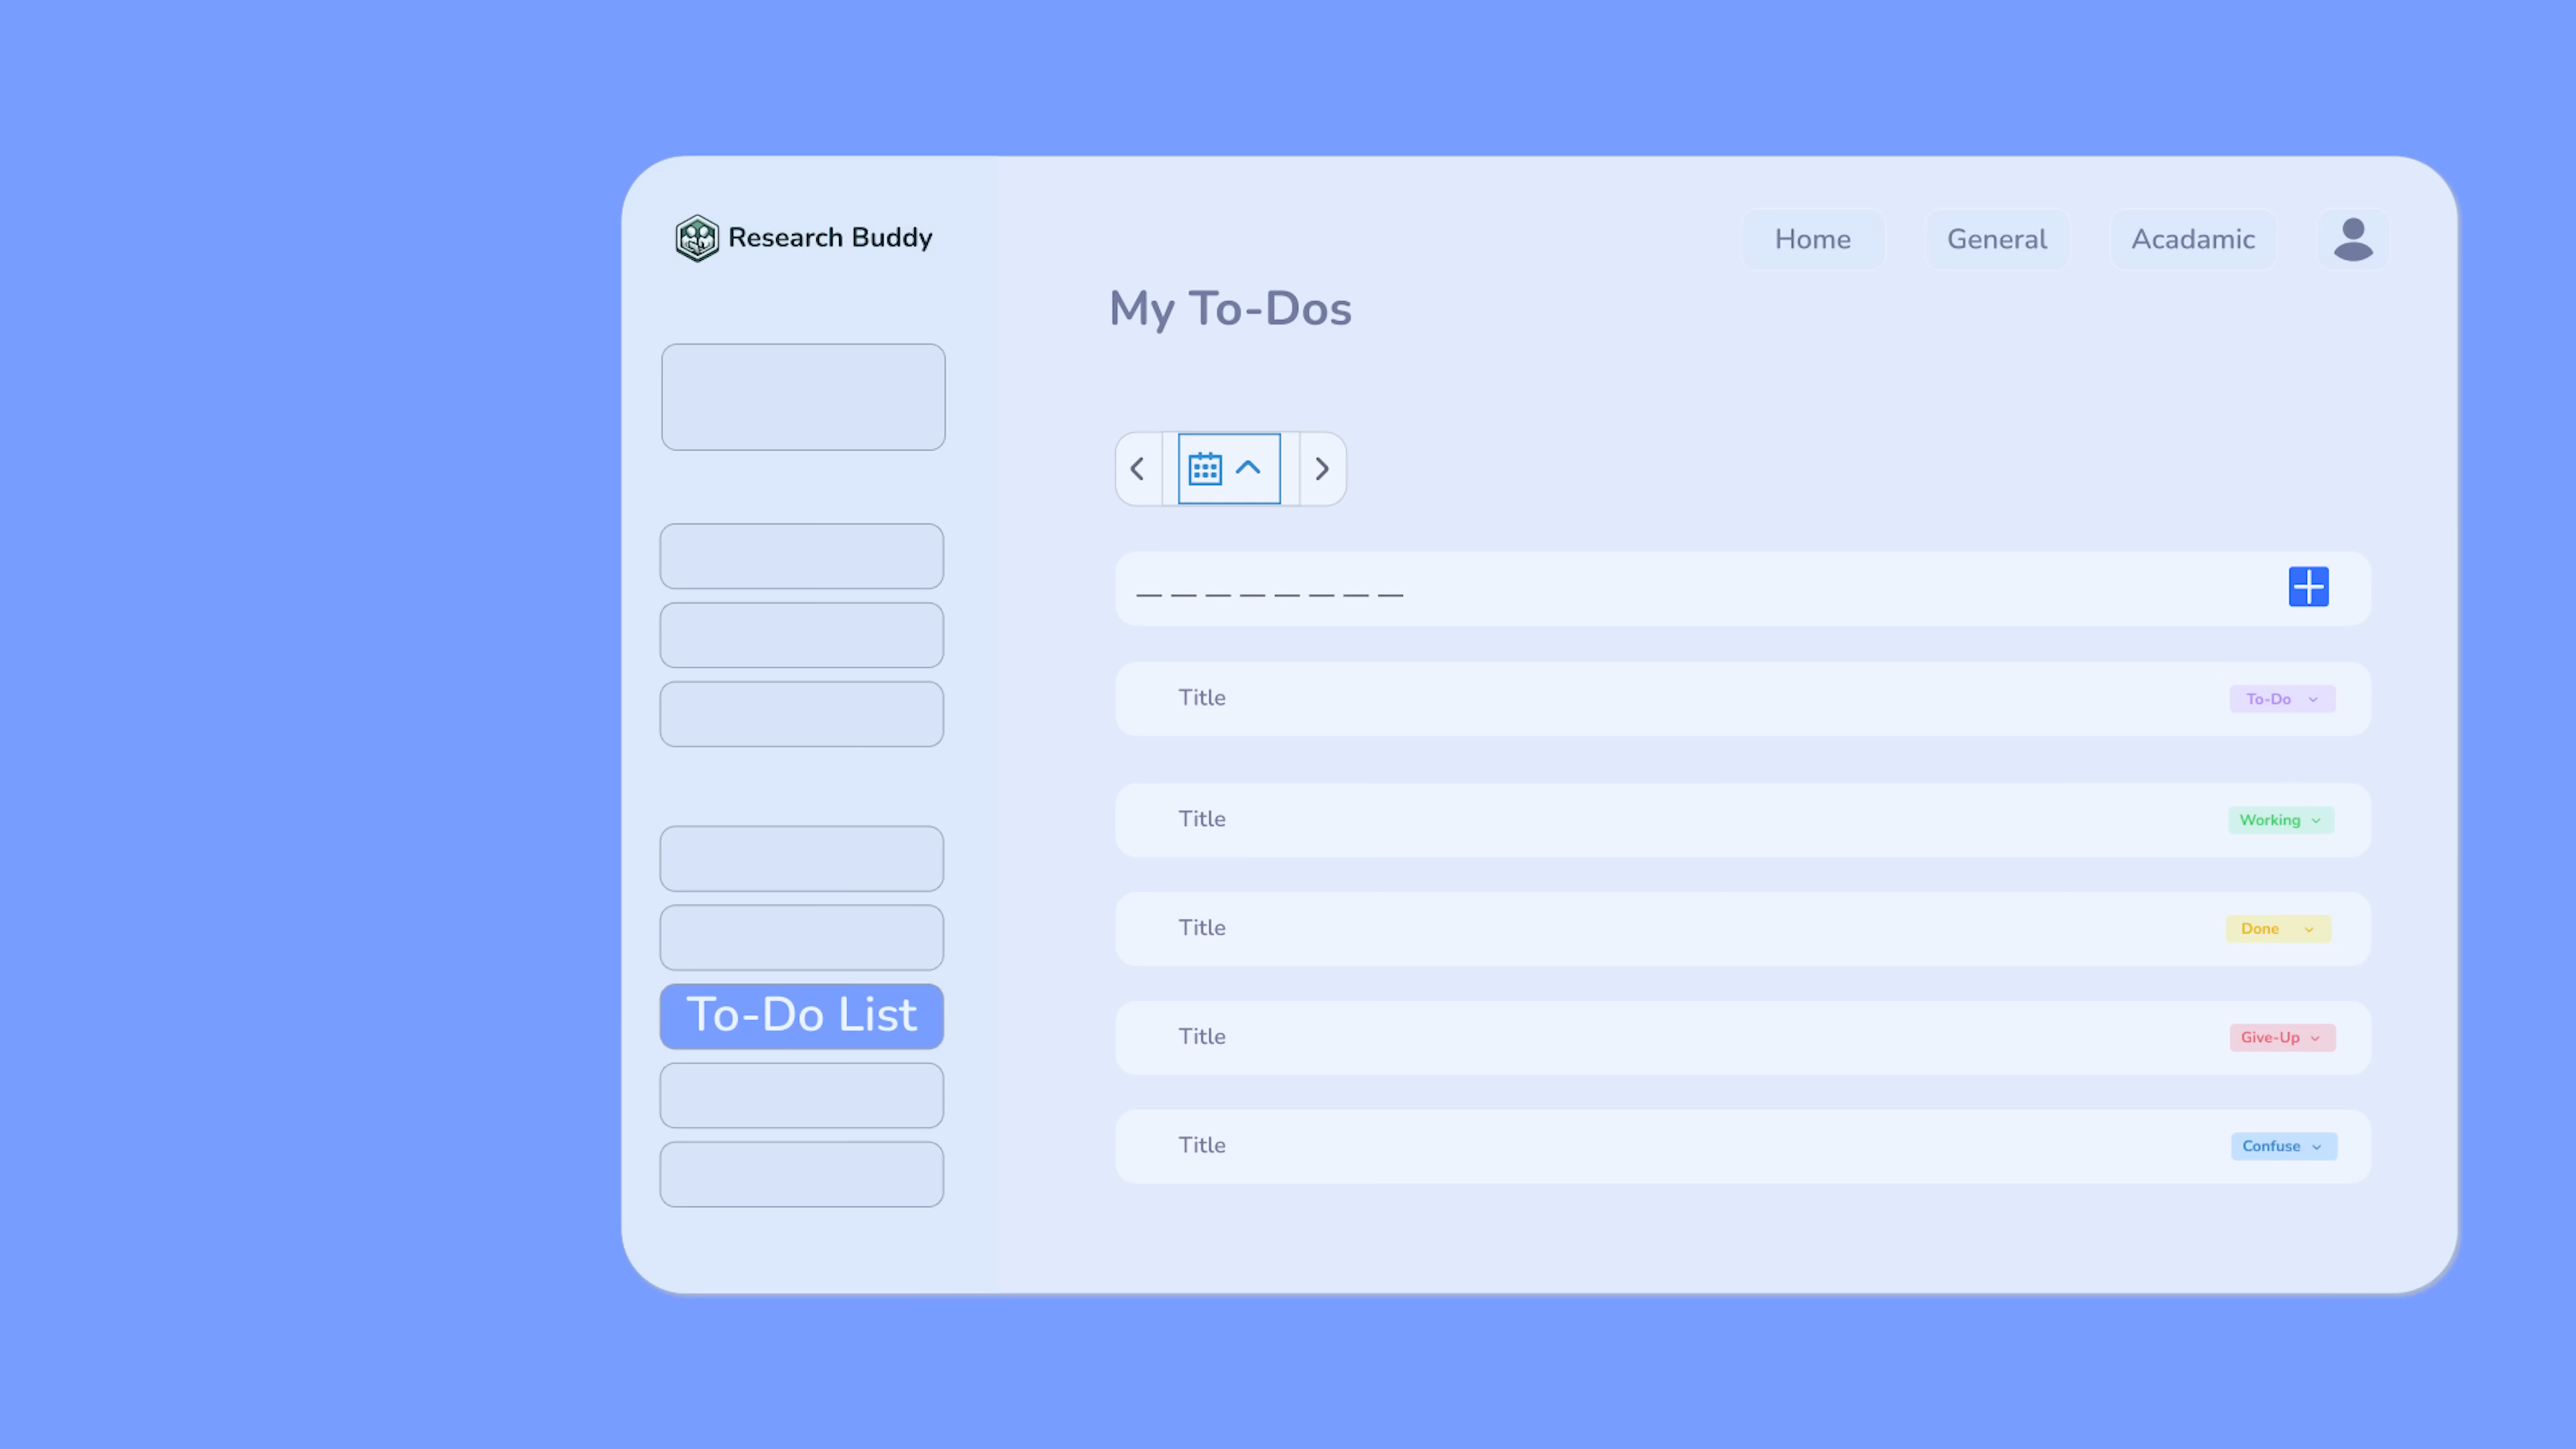 Research Buddy
Home
General
Acadamic
My To-Dos
Title
To-Do
Title
Working
Title
Done
To-Do List
Title
Give-Up
Title
Confuse